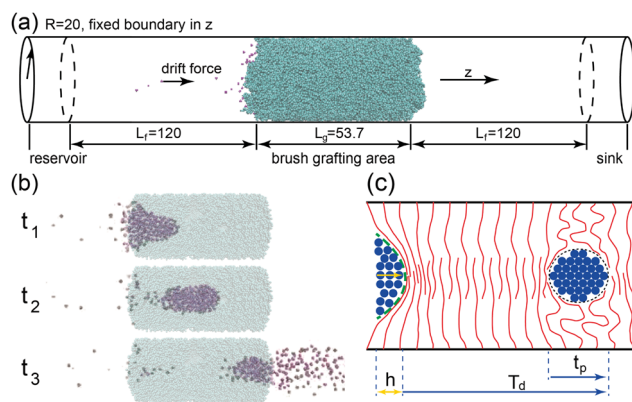 (a)
R=20, fixed boundary in z
drift force
z
L_f=120
L_g=53.7
L_f=120
reservoir
brush grafting area
sink
(b)
t_1
t_2
t_3
(c)
t_p
h
T_d